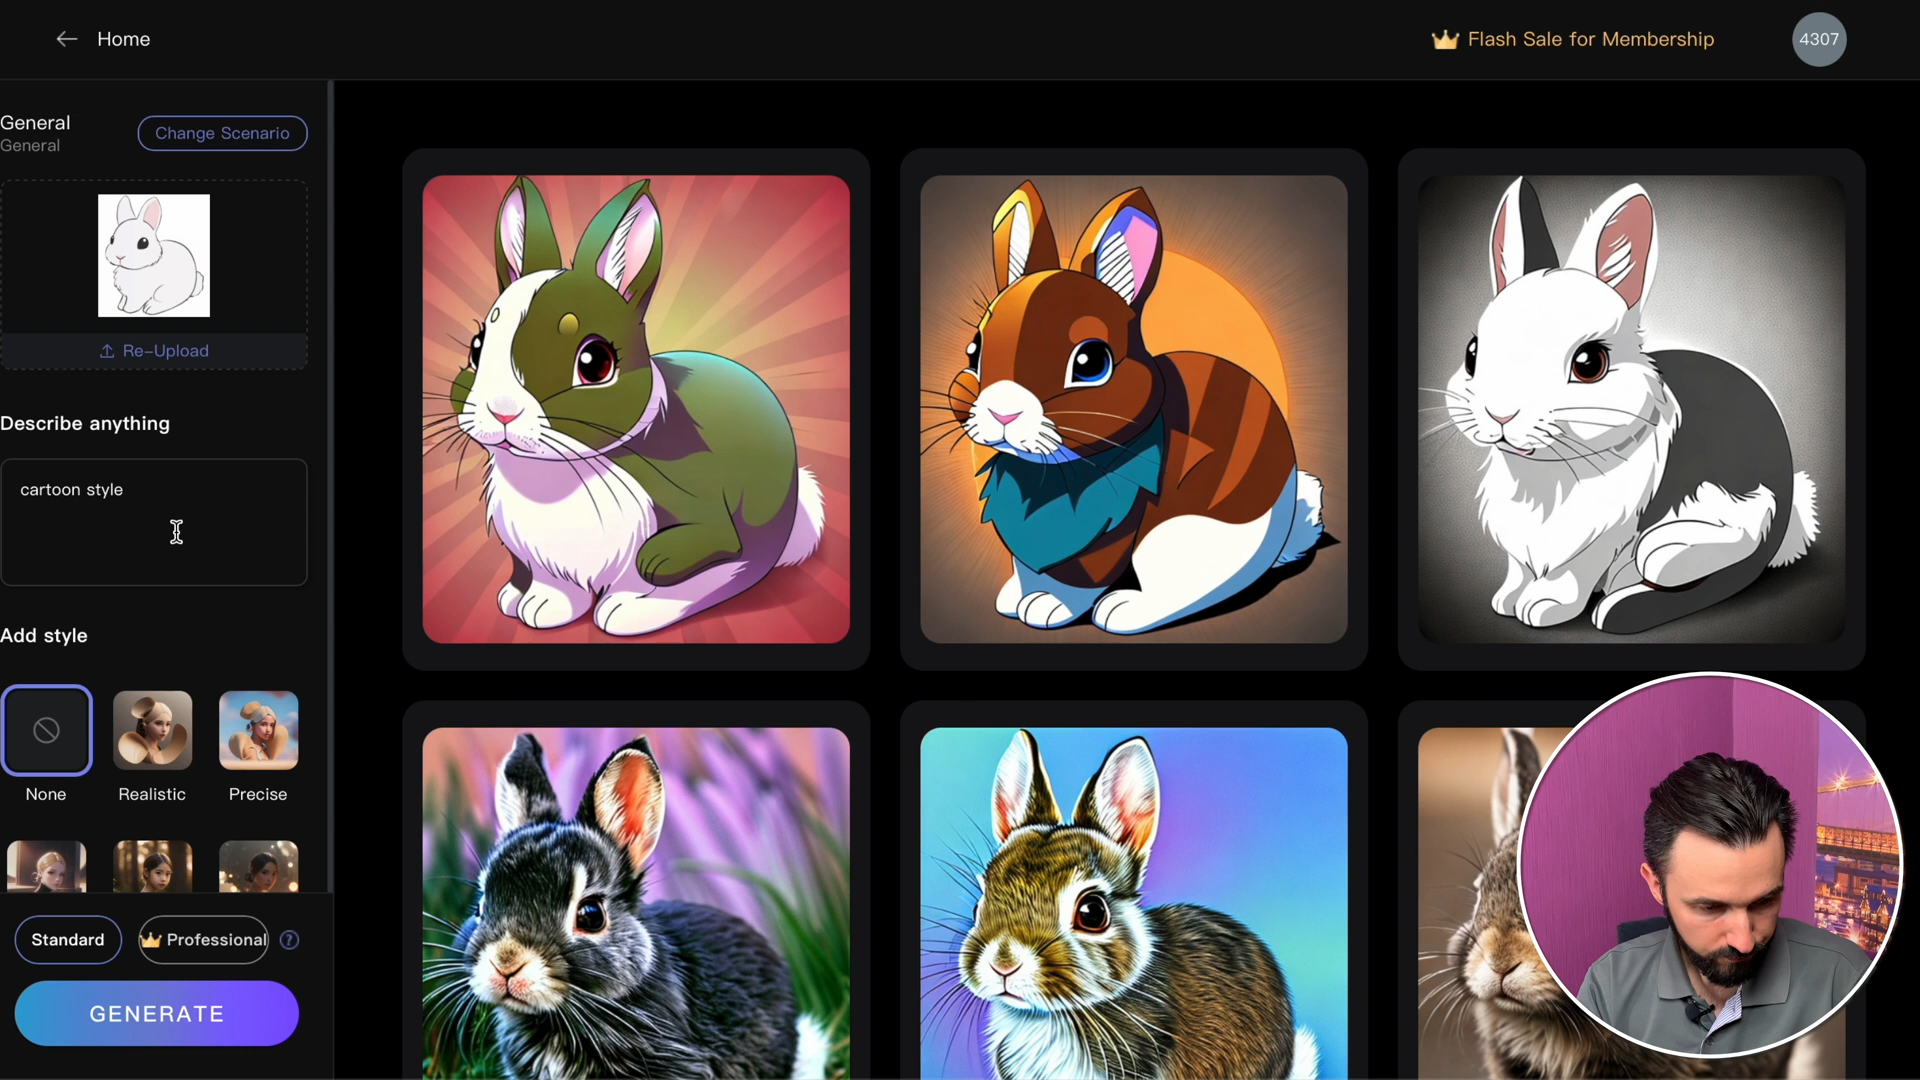 Home
Flash Sale for Membership
4307
General
General
Change Scenario
Re-Upload
Describe anything
cartoon style
Add style
None
Realistic
Precise
Standard
Professional
?
GENERATE